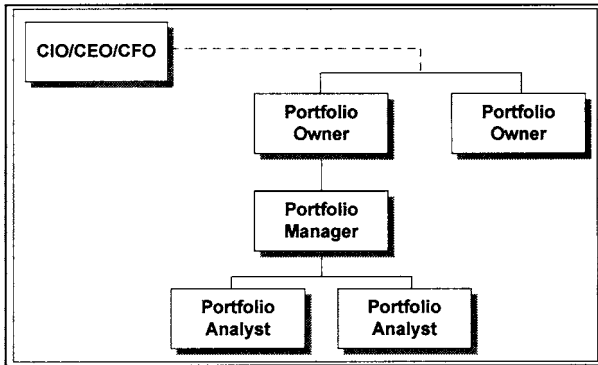 CIO/CEO/CFO
Portfolio
Owner
Portfolio
Owner
Portfolio
Manager
Portfolio
Analyst
Portfolio
Analyst